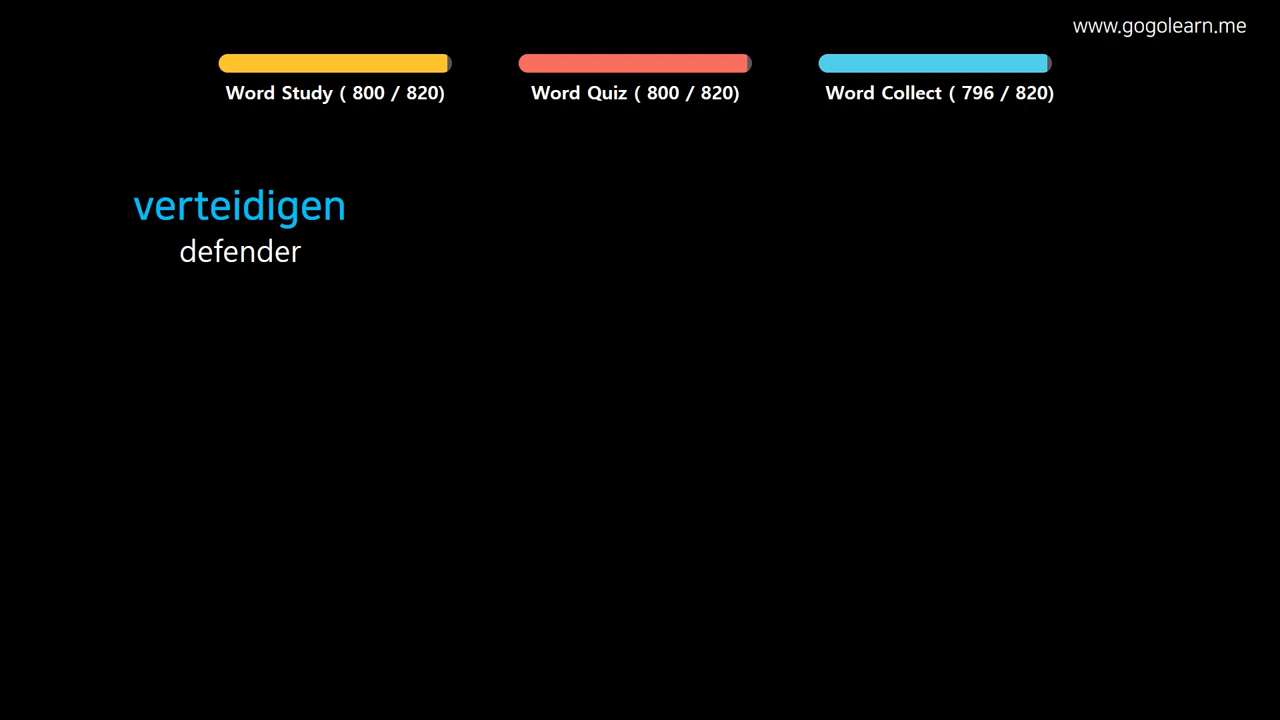 www.gogolearn.me
Word Study ( 800 / 820)
Word Quiz ( 800 / 820)
Word Collect ( 796 / 820)
verteidigen
defender